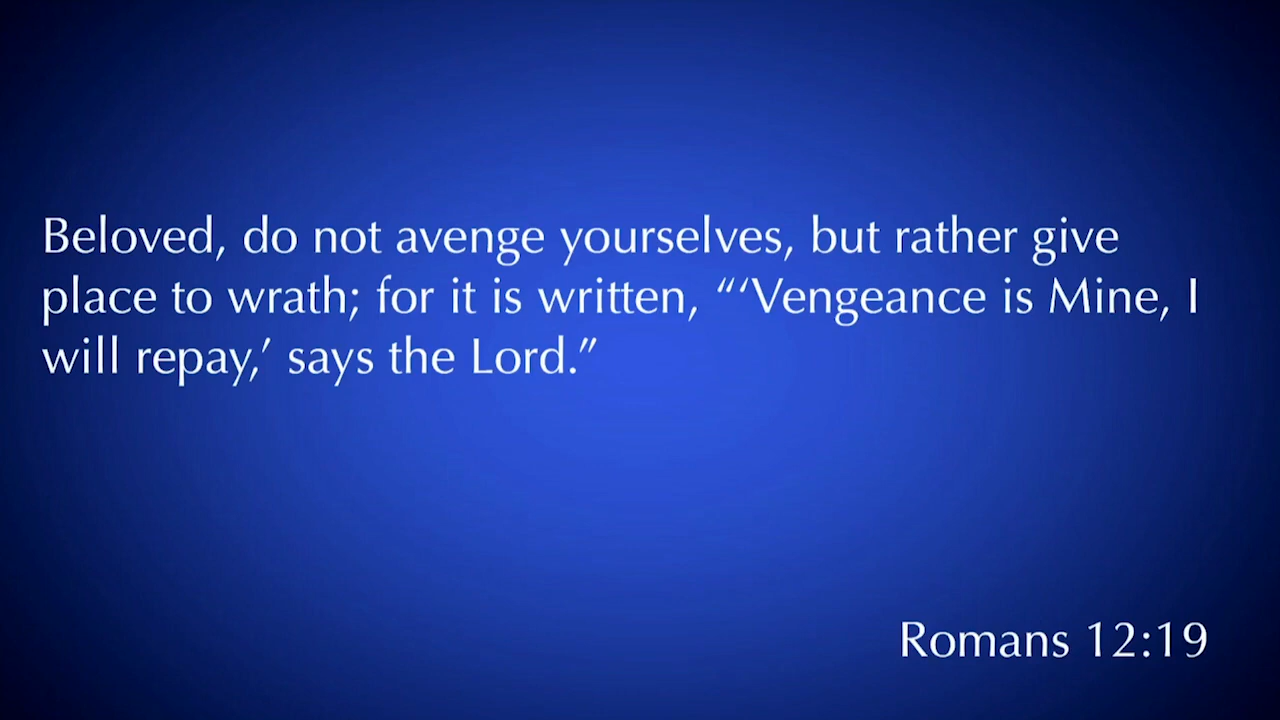 Beloved, do not avenge yourselves, but rather give
place to wrath; for it is written, “‘Vengeance is Mine, I
will repay,’ says the Lord.”
Romans 12:19